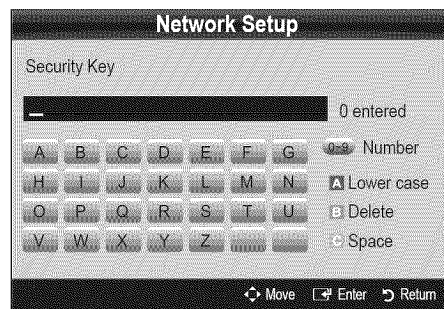 Network Setup
Security Key
0 entered
A B C D E F G 0~9 Number
H I J K L M N A Lower case
O P Q R S T U B Delete
V W X Y Z C Space
Move Enter Return